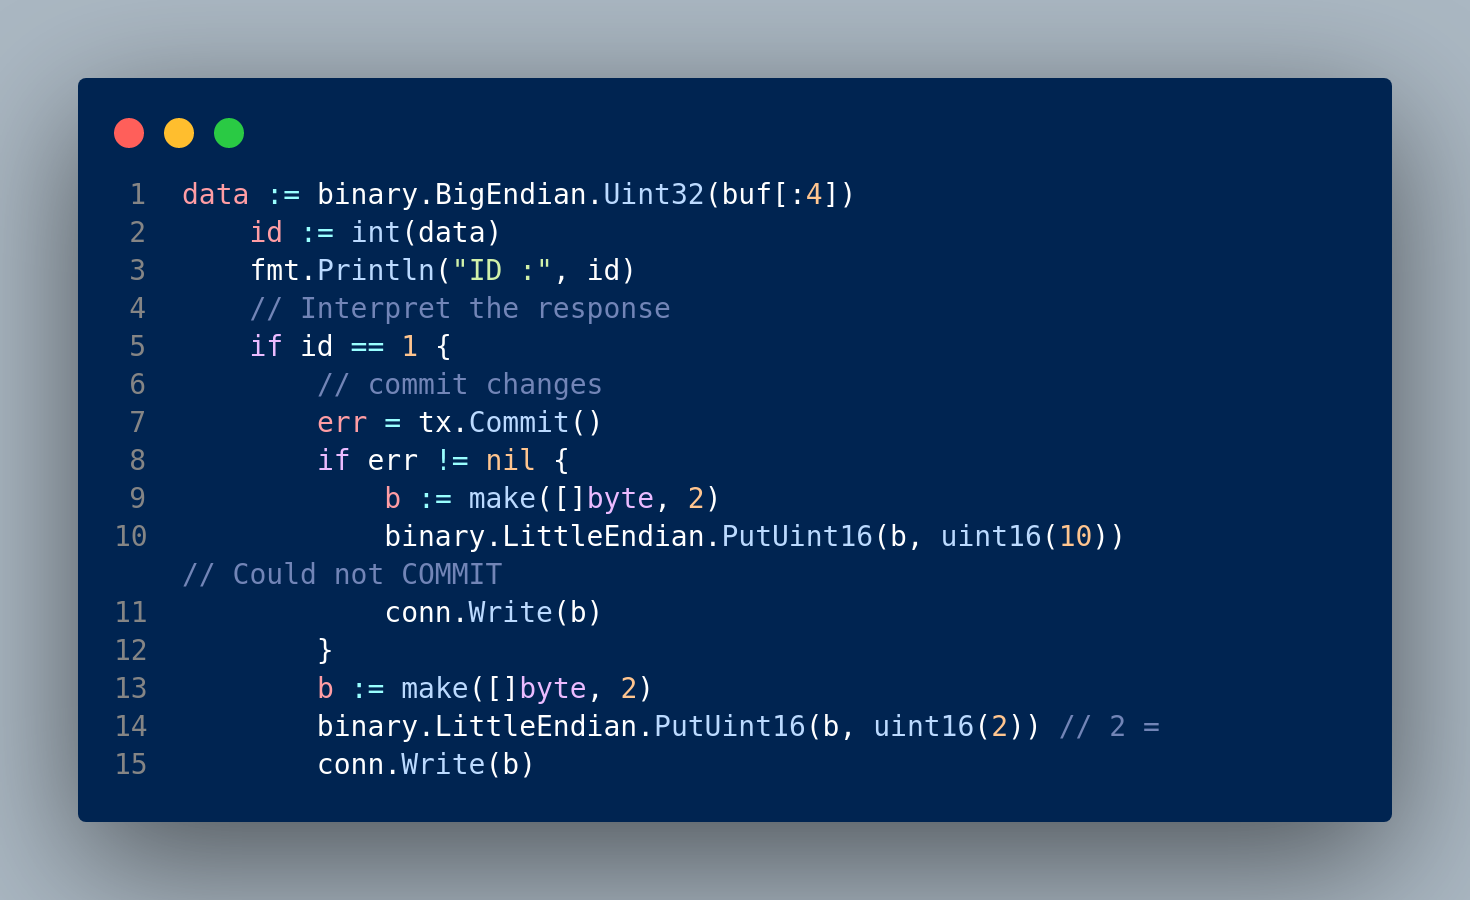 1 data := binary.BigEndian.Uint32(buf[:4])
2     id := int(data)
3     fmt.Println("ID :", id)
4     // Interpret the response
5     if id == 1 {
6         // commit changes
7         err = tx.Commit()
8         if err != nil {
9             b := make([]byte, 2)
10             binary.LittleEndian.PutUint16(b, uint16(10))
// Could not COMMIT
11             conn.Write(b)
12         }
13         b := make([]byte, 2)
14         binary.LittleEndian.PutUint16(b, uint16(2)) // 2 =
15         conn.Write(b)